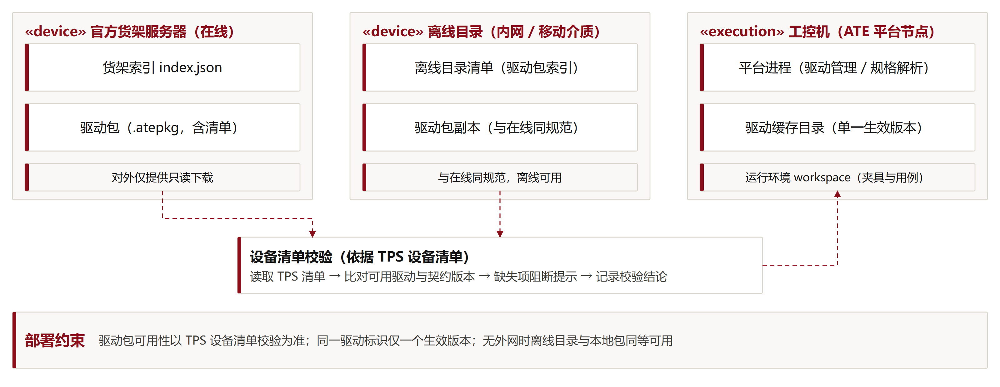 «device» 官方货架服务器（在线）
货架索引 index.json
驱动包（.atepkg，含清单）
对外仅提供只读下载
«device» 离线目录（内网 / 移动介质）
离线目录清单（驱动包索引）
驱动包副本（与在线同规范）
与在线同规范，离线可用
«execution» 工控机（ATE 平台节点）
平台进程（驱动管理 / 规格解析）
驱动缓存目录（单一生效版本）
运行环境 workspace（夹具与用例）
设备清单校验（依据 TPS 设备清单）
读取 TPS 清单 → 比对可用驱动与契约版本 → 缺失项阻断提示 → 记录校验结论
部署约束 驱动包可用性以 TPS 设备清单校验为准；同一驱动标识仅一个生效版本；无外网时离线目录与本地包同等可用